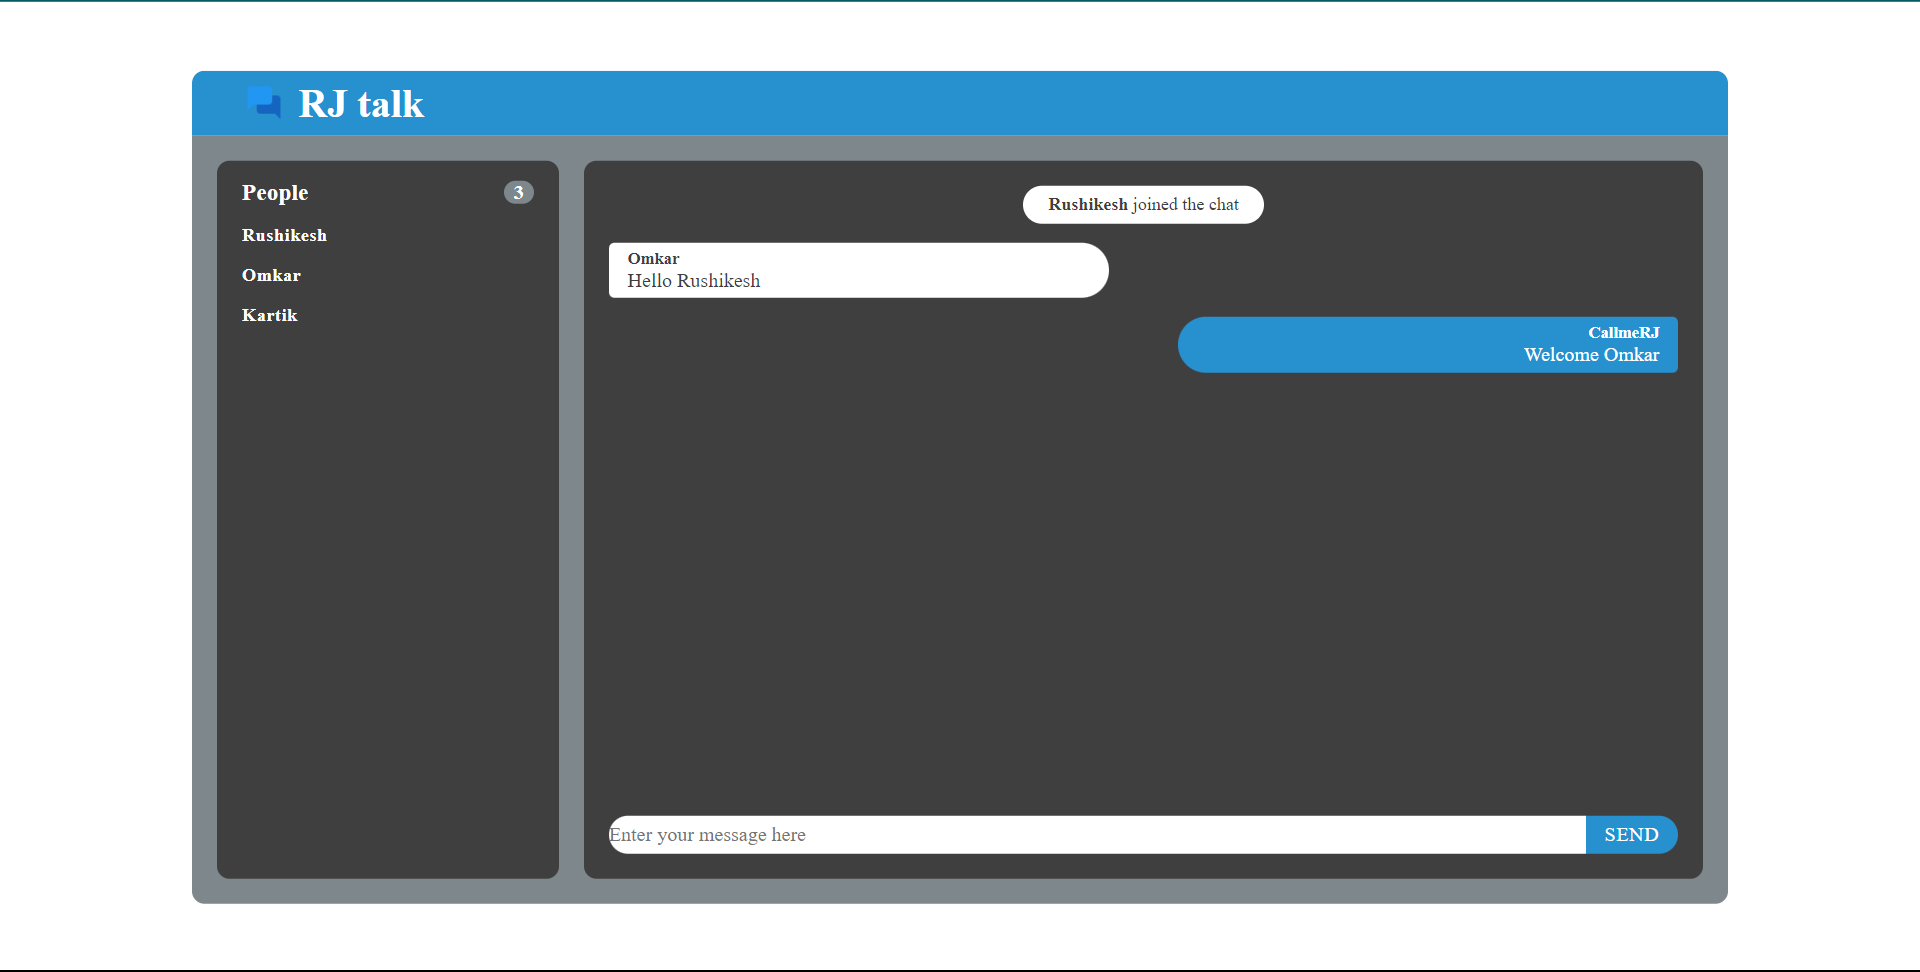 RJ talk
People 3
Rushikesh
Omkar
Kartik
Rushikesh joined the chat
Omkar
Hello Rushikesh
CallmeRJ
Welcome Omkar
Enter your message here
SEND